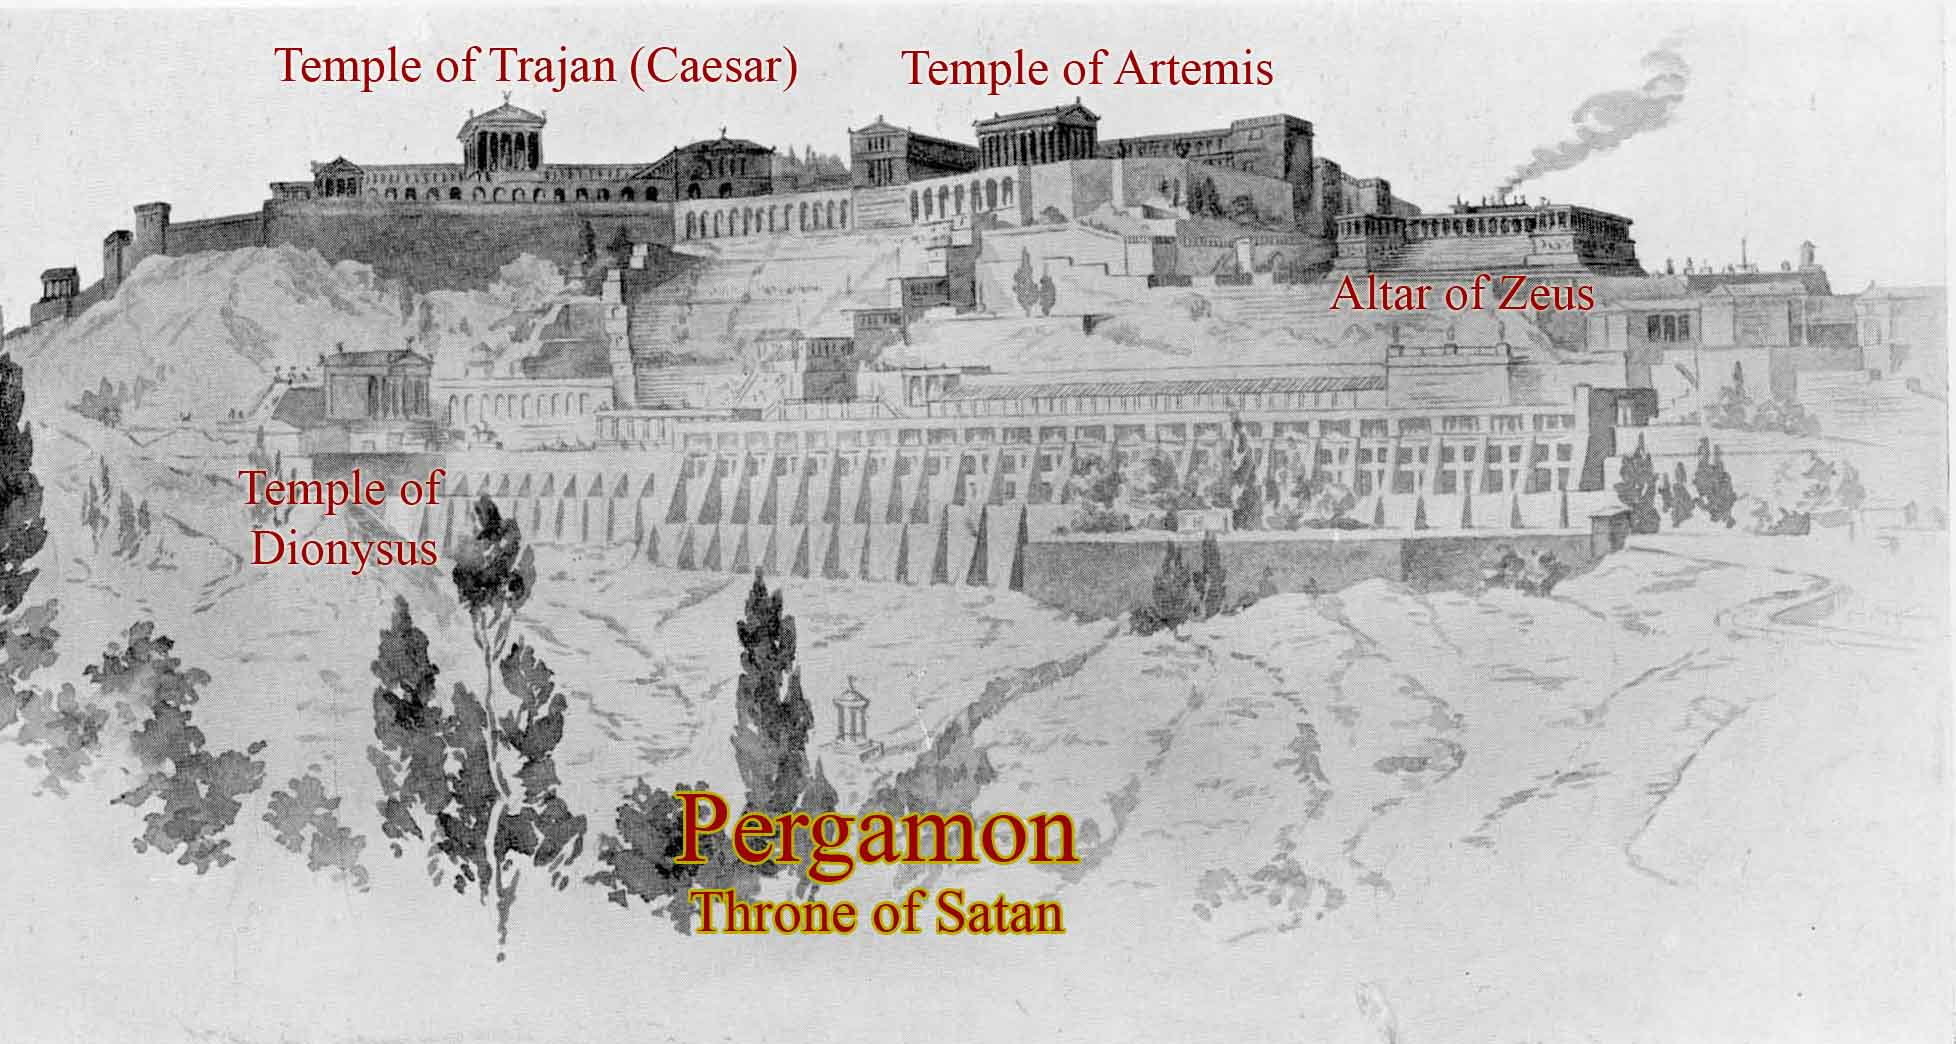 Temple of Trajan (Caesar)
Temple of Artemis
Altar of Zeus
Temple of
Dionysus
Pergamon
Throne of Satan